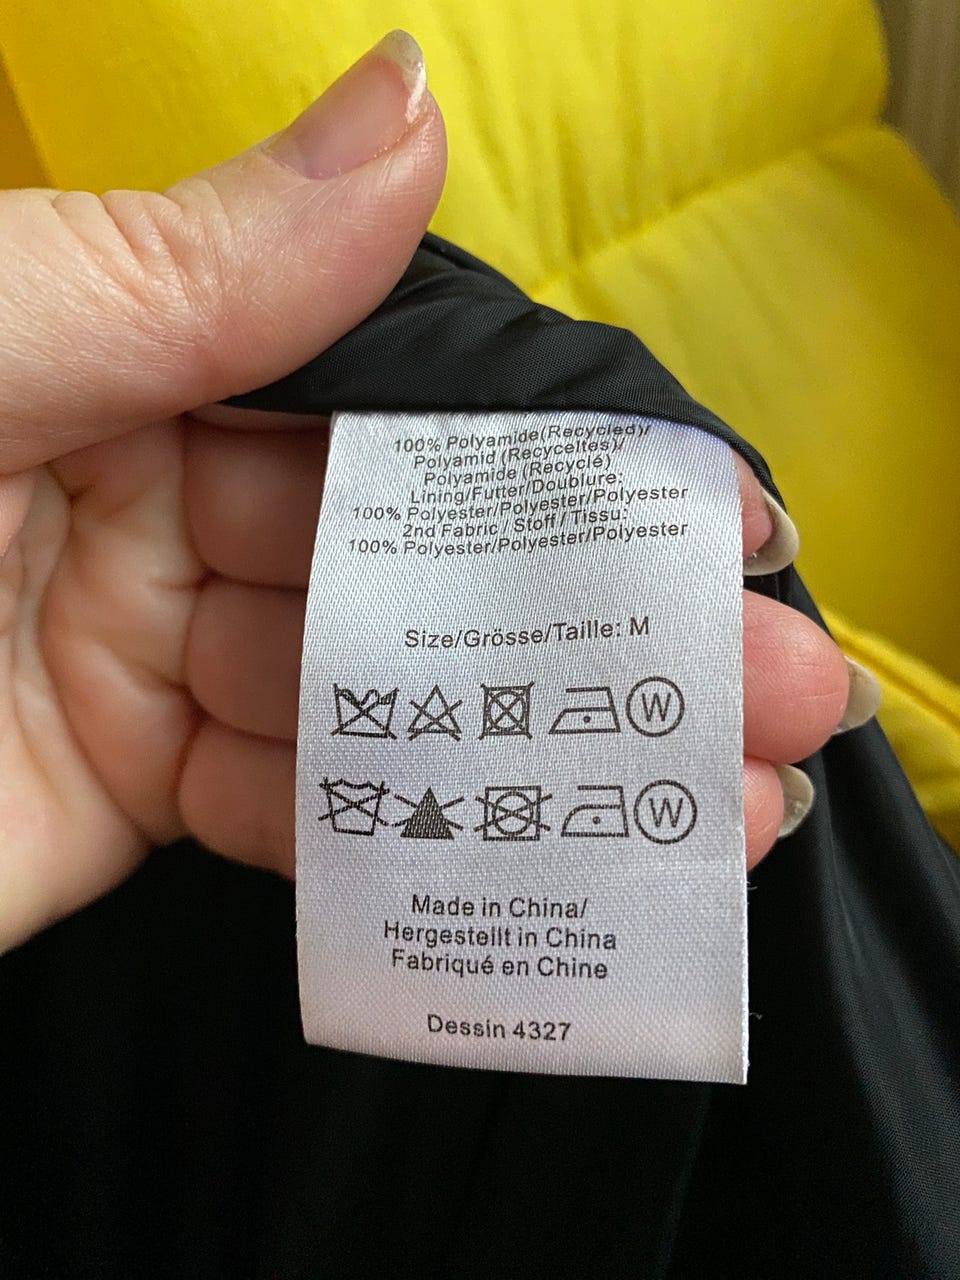 100% Polyamide(Recycled)/
Polyamid (Recyceltes)/
Polyamide (Recyclé)
Lining/Futter/Doublure:
100% Polyester/Polyester/Polyester
2nd Fabric / Stoff / Tissu:
100% Polyester/Polyester/Polyester
Size/Grösse/Taille: M
W
W
Made in China/
Hergestellt in China
Fabriqué en Chine
Dessin 4327